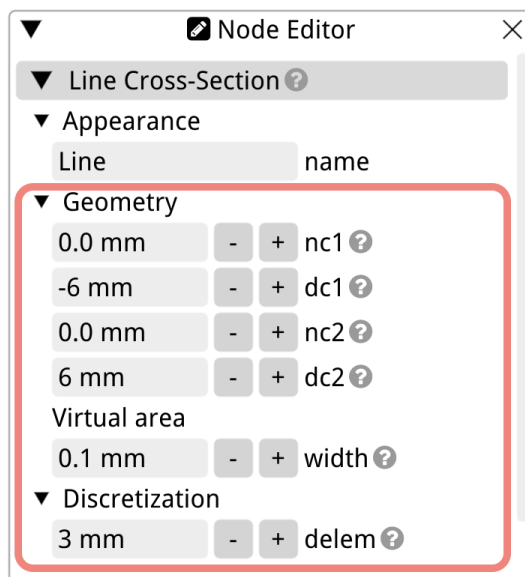 Node Editor
Line Cross-Section ?
Appearance
Line name
Geometry
0.0 mm - + nc1 ?
-6 mm - + dc1 ?
0.0 mm - + nc2 ?
6 mm - + dc2 ?
Virtual area
0.1 mm - + width ?
Discretization
3 mm - + delem ?